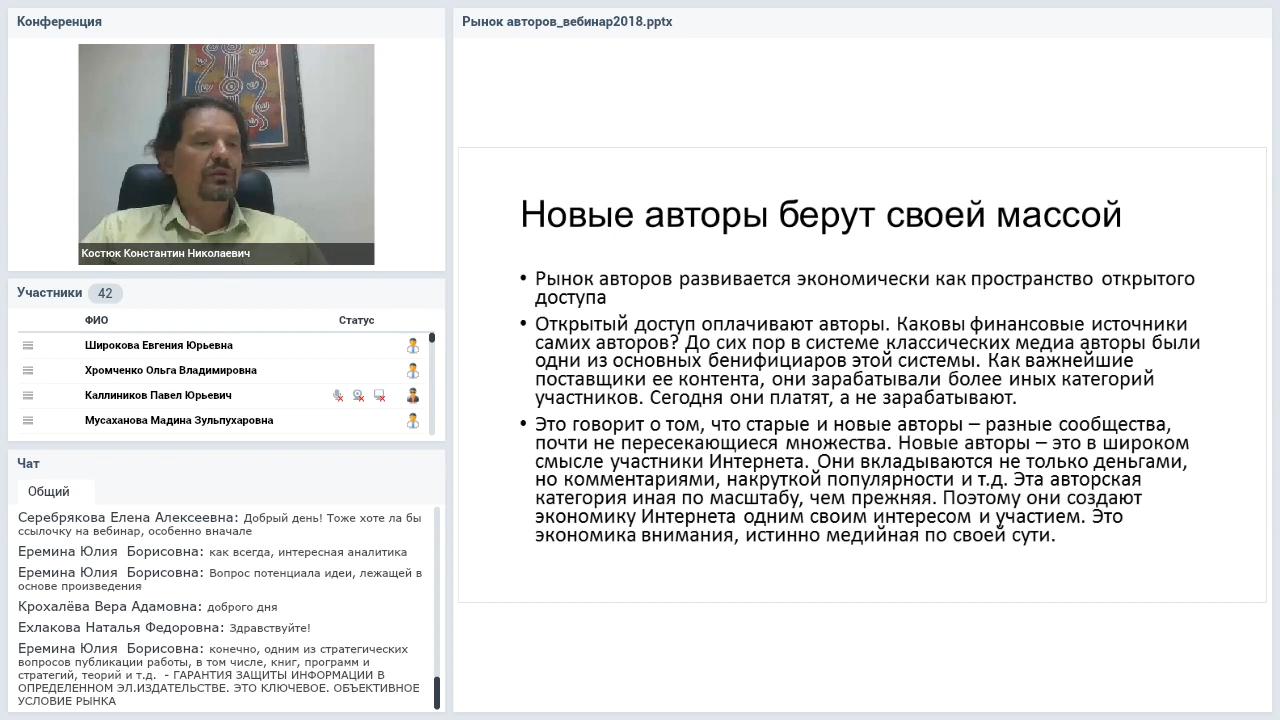 Конференция
Костюк Константин Николаевич
Участники 42
ФИО Статус
Широкова Евгения Юрьевна
Хромченко Ольга Владимировна
Каллиников Павел Юрьевич
Мусаханова Мадина Зульпухаровна
Чат
Общий
Серебрякова Елена Алексеевна: Добрый день! Тоже хоте ла бы
ссылочку на вебинар, особенно вначале
Еремина Юлия Борисовна: как всегда, интересная аналитика
Еремина Юлия Борисовна: Вопрос потенциала идеи, лежащей в
основе произведения
Крохалёва Вера Адамовна: доброго дня
Ехлакова Наталья Федоровна: Здравствуйте!
Еремина Юлия Борисовна: конечно, одним из стратегических
вопросов публикации работы, в том числе, книг, программ и
стратегий, теорий и т.д. - ГАРАНТИЯ ЗАЩИТЫ ИНФОРМАЦИИ В
ОПРЕДЕЛЕННОМ ЭЛ.ИЗДАТЕЛЬСТВЕ. ЭТО КЛЮЧЕВОЕ. ОБЪЕКТИВНОЕ
УСЛОВИЕ РЫНКА
Рынок авторов_вебинар2018.pptx
Новые авторы берут своей массой
• Рынок авторов развивается экономически как пространство открытого
доступа
• Открытый доступ оплачивают авторы. Каковы финансовые источники
самих авторов? До сих пор в системе классических медиа авторы были
одни из основных бенифициаров этой системы. Как важнейшие
поставщики ее контента, они зарабатывали более иных категорий
участников. Сегодня они платят, а не зарабатывают.
• Это говорит о том, что старые и новые авторы – разные сообщества,
почти не пересекающиеся множества. Новые авторы – это в широком
смысле участники Интернета. Они вкладываются не только деньгами,
но комментариями, накруткой популярности и т.д. Эта авторская
категория иная по масштабу, чем прежняя. Поэтому они создают
экономику Интернета одним своим интересом и участием. Это
экономика внимания, истинно медийная по своей сути.